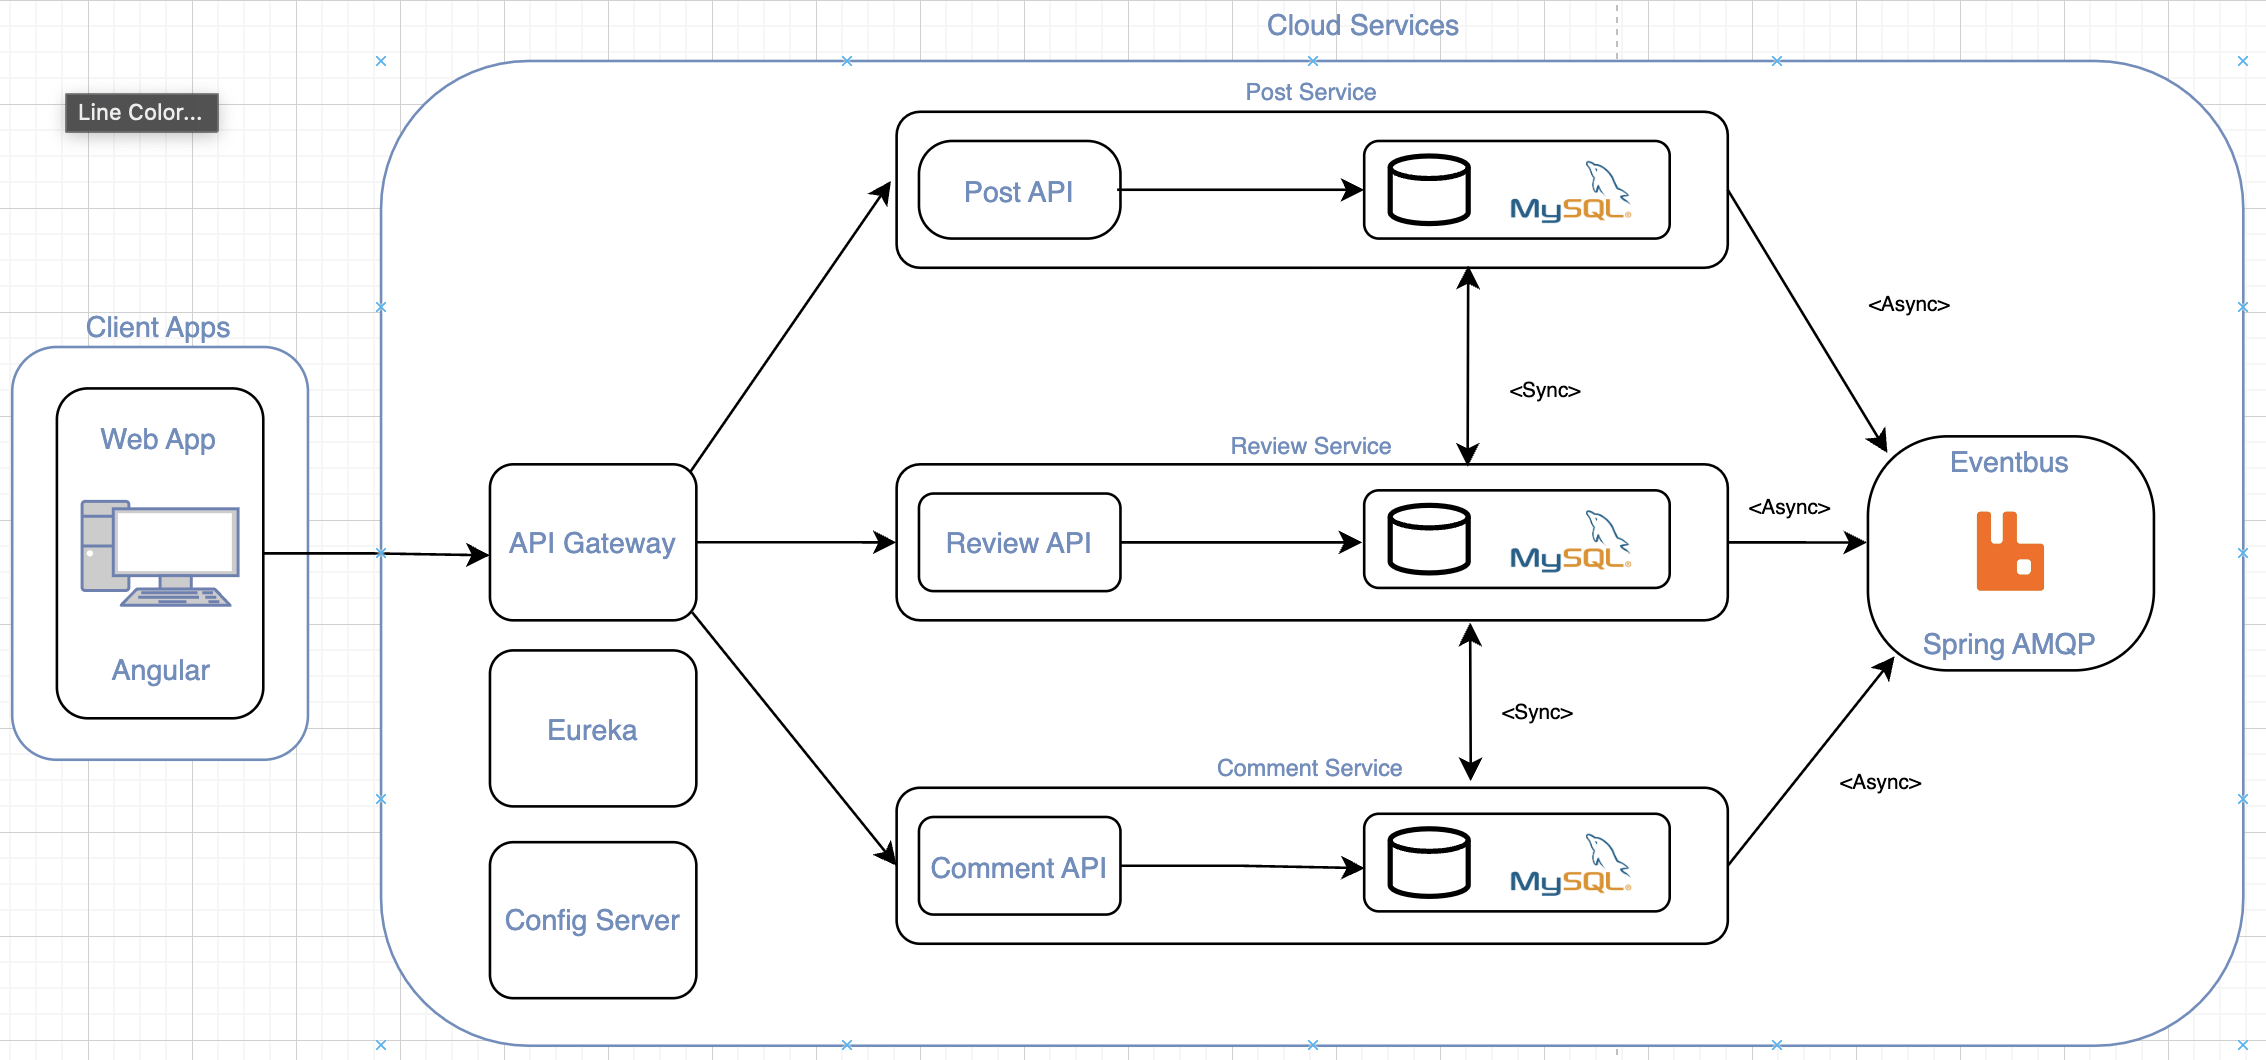 Cloud Services
Line Color...
Post Service
Post API
MySQL®
<Async>
Client Apps
<Sync>
Web App
Review Service
Eventbus
<Async>
API Gateway
Review API
MySQL®
Angular
Spring AMQP
Eureka
<Sync>
Comment Service
<Async>
Comment API
MySQL®
Config Server